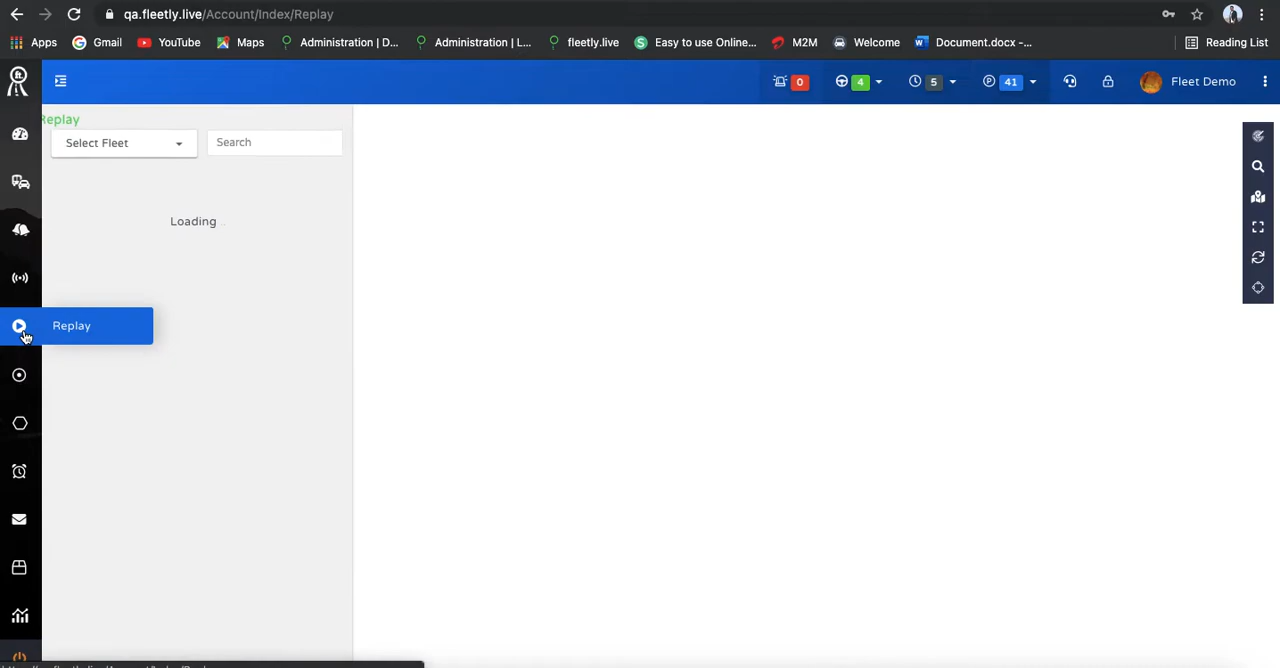 qa.fleetly.live/Account/Index/Replay
Apps Gmail YouTube Maps Administration | D... Administration | L... fleetly.live Easy to use Online... M2M Welcome Document.docx -... Reading List
ft.
0 4 5 P 41 Fleet Demo
Replay
Select Fleet Search
Loading
Replay